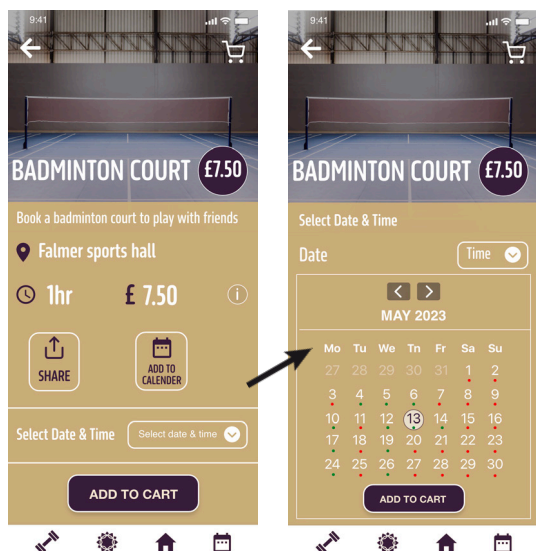 9:41
BADMINTON COURT £7.50
Book a badminton court to play with friends
Falmer sports hall
1hr £ 7.50 i
SHARE
ADD TO
CALENDER
Select Date & Time Select date & time
ADD TO CART
9:41
BADMINTON COURT £7.50
Select Date & Time
Date Time
< >
MAY 2023
Mo Tu We Tn Fr Sa Su
27 28 29 30 31 1 2
3 4 5 6 7 8 9
10 11 12 13 14 15 16
17 18 19 20 21 22 23
24 25 26 27 28 29 30
ADD TO CART